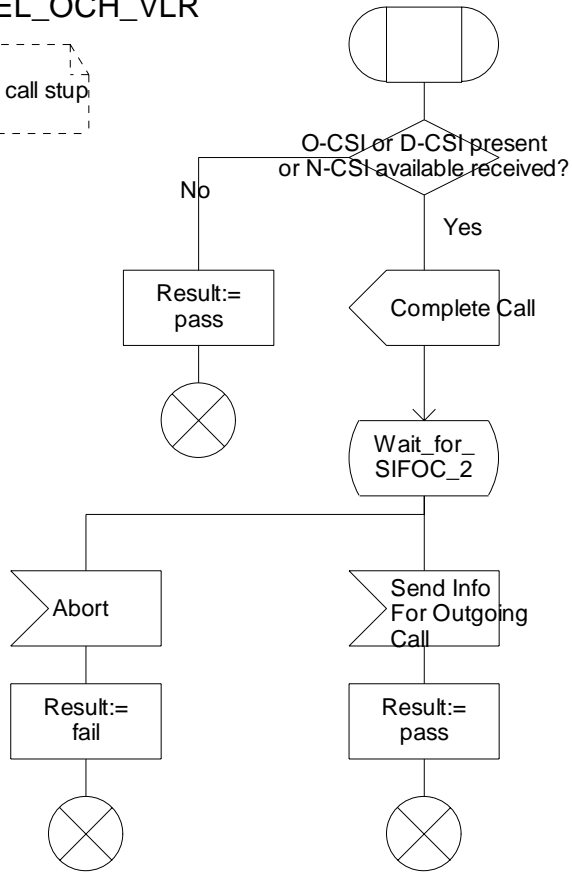 EL_OCH_VLR
call stup
O-CSI or D-CSI present
or N-CSI available received?
No
Yes
Result:=
pass
Complete Call
Wait_for_
SIFOC_2
Abort
Send Info
For Outgoing
Call
Result:=
fail
Result:=
pass